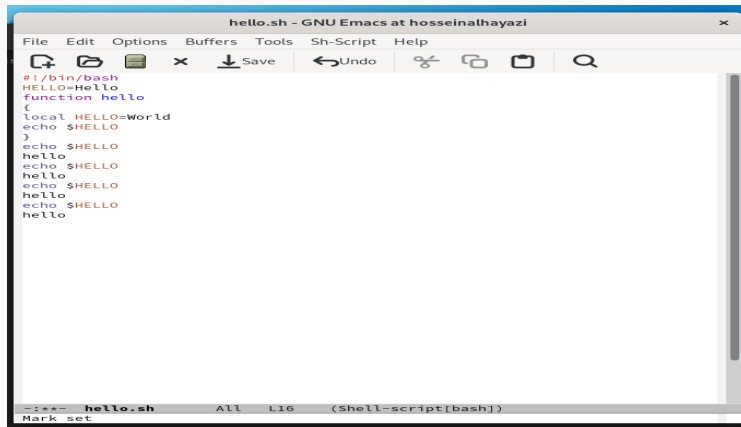 hello.sh - GNU Emacs at hosseinalhayazi ×
File Edit Options Buffers Tools Sh-Script Help
Save Undo
#!/bin/bash
HELLO=Hello
function hello
{
local HELLO=World
echo $HELLO
}
echo $HELLO
hello
echo $HELLO
hello
echo $HELLO
hello
echo $HELLO
hello
-:**- hello.sh All L16 (Shell-script[bash])
Mark set